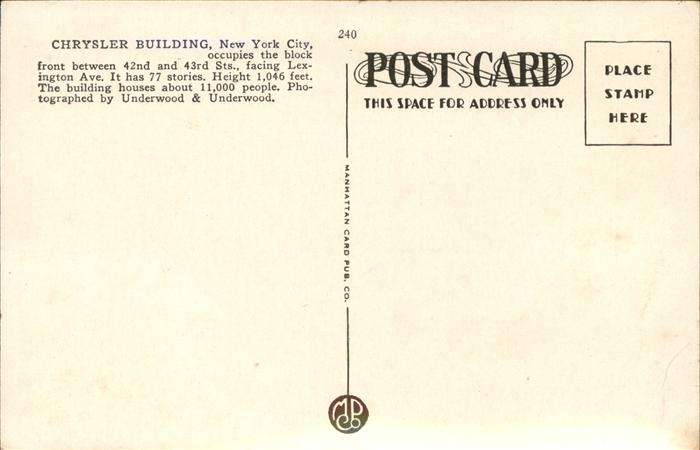 CHRYSLER BUILDING, New York City,
occupies the block
front between 42nd and 43rd Sts., facing Lex-
ington Ave. It has 77 stories. Height 1,046 feet.
The building houses about 11,000 people. Pho-
tographed by Underwood & Underwood.
240
POST CARD
THIS SPACE FOR ADDRESS ONLY
PLACE
STAMP
HERE
MANHATTAN CARD PUB. CO.